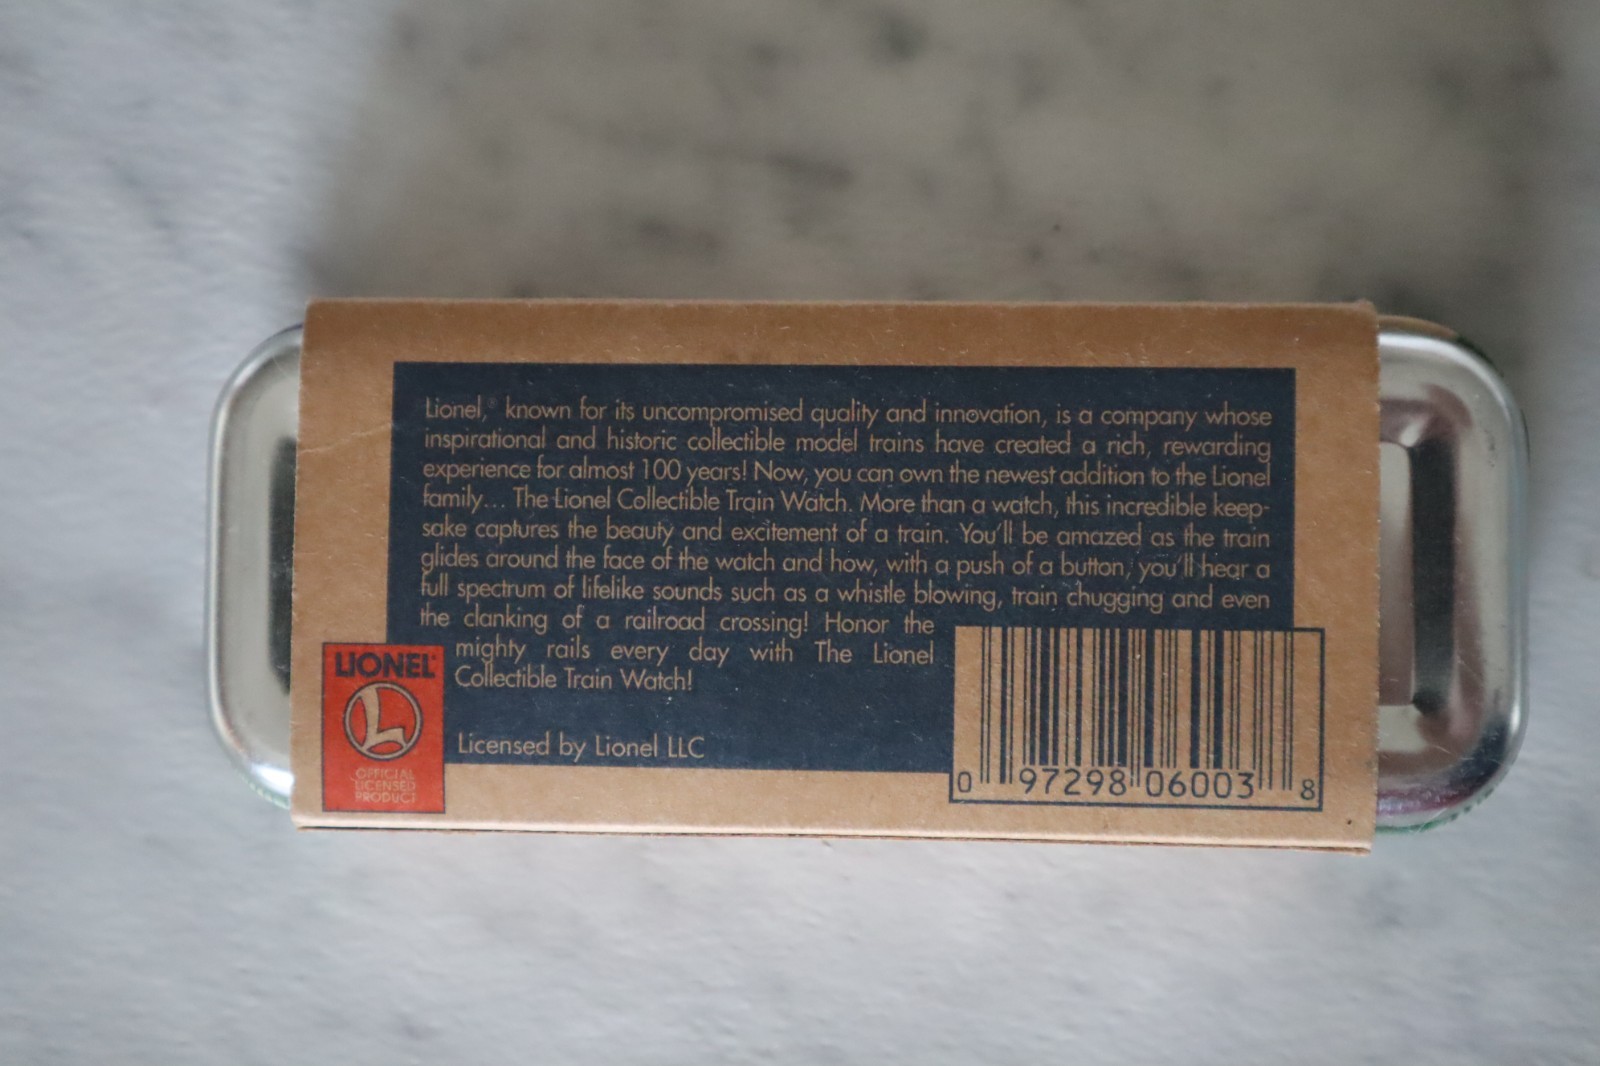 Lionel,® known for its uncompromised quality and innovation, is a company whose
inspirational and historic collectible model trains have created a rich, rewarding
experience for almost 100 years! Now, you can own the newest addition to the Lionel
family... The Lionel Collectible Train Watch. More than a watch, this incredible keep-
sake captures the beauty and excitement of a train. You'll be amazed as the train
glides around the face of the watch and how, with a push of a button, you'll hear a
full spectrum of lifelike sounds such as a whistle blowing, train chugging and even
the clanking of a railroad crossing! Honor the
mighty rails every day with The Lionel
Collectible Train Watch!
Licensed by Lionel LLC
LIONEL®
L
OFFICIAL
LICENSED
PRODUCT
0 97298 06003 8